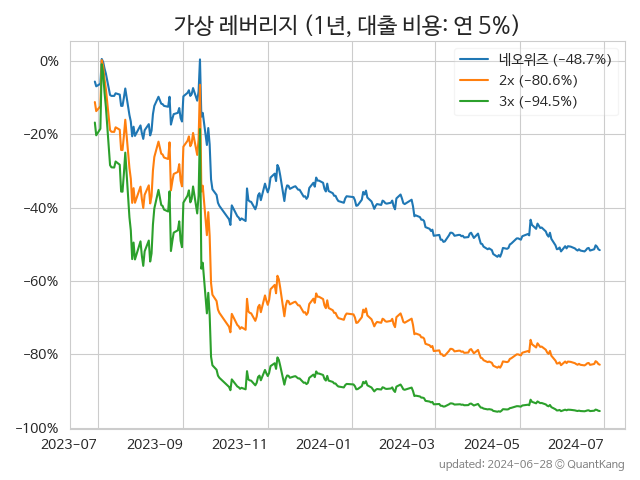 가상 레버리지 (1년, 대출 비용: 연 5%)
네오위즈 (−48.7%)
2x (−80.6%)
3x (−94.5%)
0%
−20%
−40%
−60%
−80%
−100%
2023-07 2023-09 2023-11 2024-01 2024-03 2024-05 2024-07
updated: 2024-06-28 © QuantKang